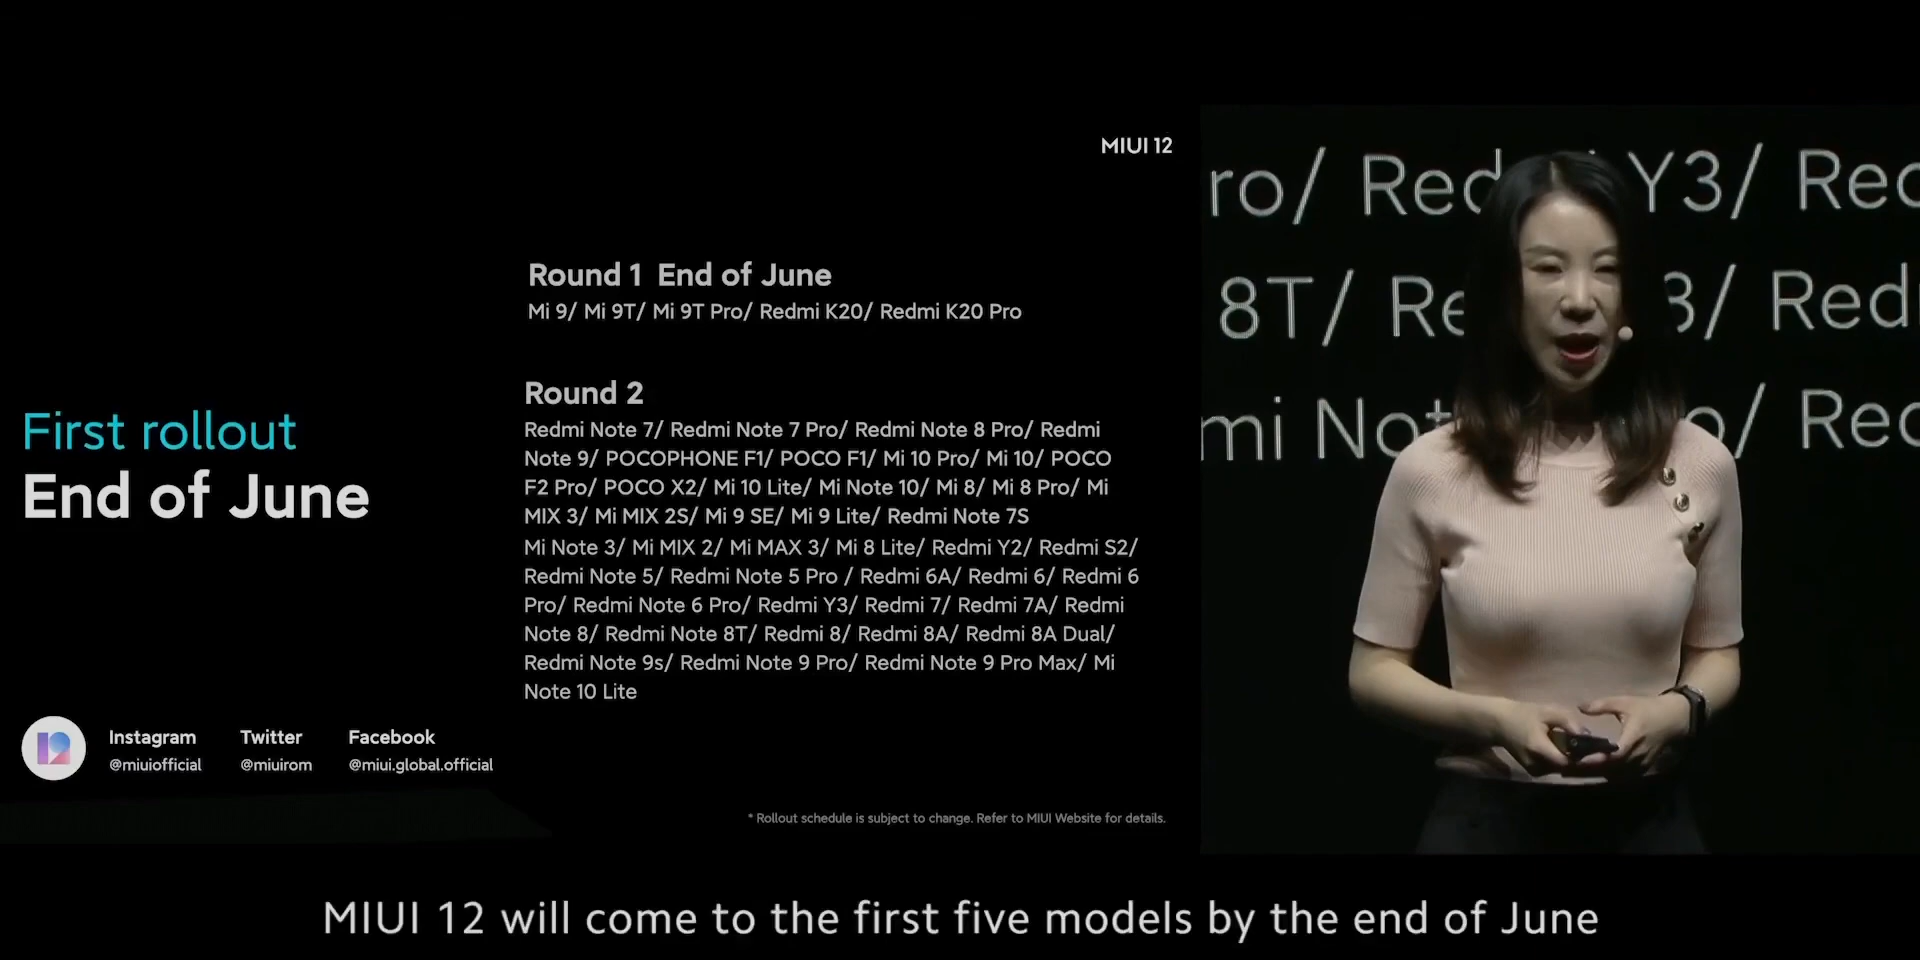 MIUI 12
Round 1 End of June
Mi 9/ Mi 9T/ Mi 9T Pro/ Redmi K20/ Redmi K20 Pro
Round 2
Redmi Note 7/ Redmi Note 7 Pro/ Redmi Note 8 Pro/ Redmi
Note 9/ POCOPHONE F1/ POCO F1/ Mi 10 Pro/ Mi 10/ POCO
F2 Pro/ POCO X2/ Mi 10 Lite/ Mi Note 10/ Mi 8/ Mi 8 Pro/ Mi
MIX 3/ Mi MIX 2S/ Mi 9 SE/ Mi 9 Lite/ Redmi Note 7S
Mi Note 3/ Mi MIX 2/ Mi MAX 3/ Mi 8 Lite/ Redmi Y2/ Redmi S2/
Redmi Note 5/ Redmi Note 5 Pro / Redmi 6A/ Redmi 6/ Redmi 6
Pro/ Redmi Note 6 Pro/ Redmi Y3/ Redmi 7/ Redmi 7A/ Redmi
Note 8/ Redmi Note 8T/ Redmi 8/ Redmi 8A/ Redmi 8A Dual/
Redmi Note 9s/ Redmi Note 9 Pro/ Redmi Note 9 Pro Max/ Mi
Note 10 Lite
First rollout
End of June
Instagram Twitter Facebook
@miuiofficial @miuirom @miui.global.official
* Rollout schedule is subject to change. Refer to MIUI Website for details.
ro/ Red Y3/ Red
8T/ Re 3/ Red
mi Not o/ Red
MIUI 12 will come to the first five models by the end of June